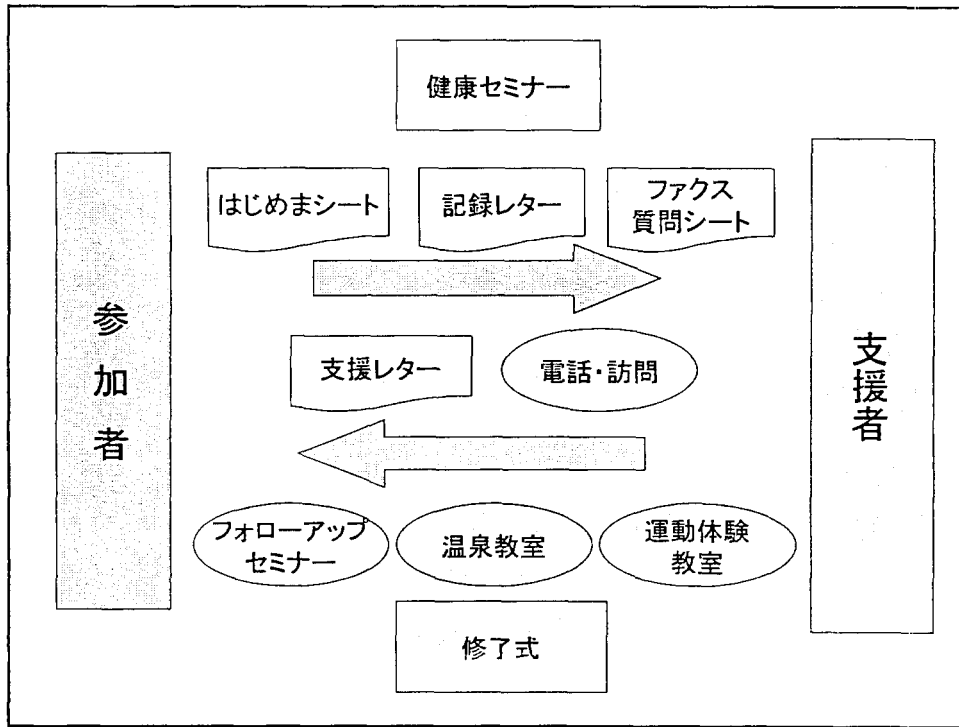 健康セミナー
はじめまシート
記録レター
ファクス
質問シート
参加者
支援レター
電話・訪問
支援者
フォローアップ
セミナー
温泉教室
運動体験
教室
修了式